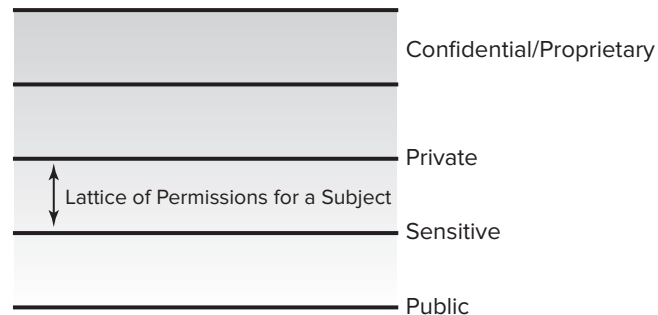 Confidential/Proprietary
Private
Lattice of Permissions for a Subject
Sensitive
Public